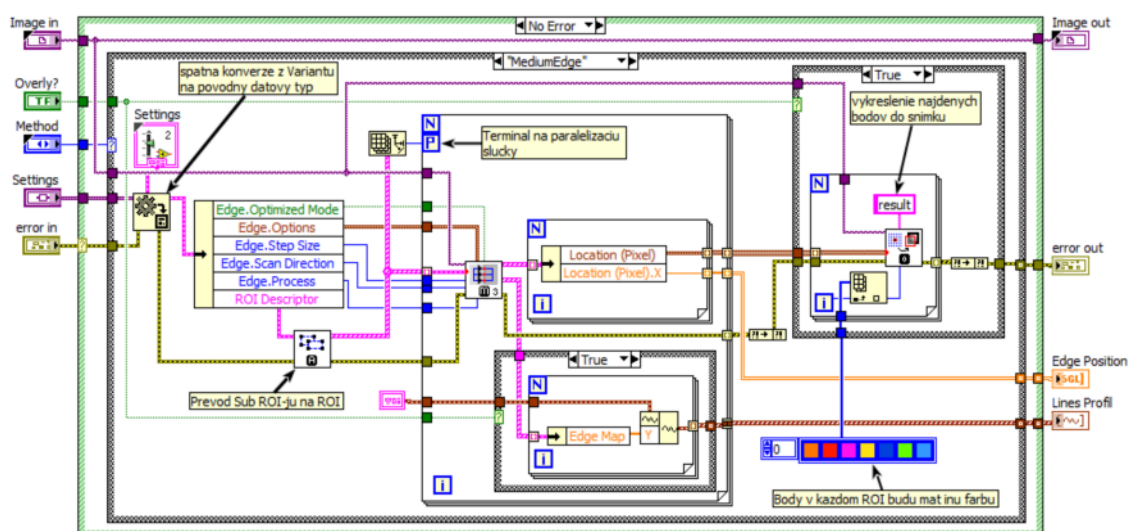 Image in
No Error
Image out
"MediumEdge"
spatna konverze z Variantu
na povodny datovy typ
True
Overly?
TF
vykreslenie najdenych
bodov do snimku
Method
Settings
2
N
P
Terminal na paralelizaciu
slucky
Settings
N
result
error in
Edge.Optimized Mode
Edge.Options
Edge.Step Size
Edge.Scan Direction
Edge.Process
ROI Descriptor
N
Location (Pixel)
Location (Pixel).X
3
error out
i
i
True
N
Edge Position
SGL
Prevod Sub ROI-ju na ROI
Lines Profil
Edge Map
Y
i
0
i
Body v kazdom ROI budu mat inu farbu